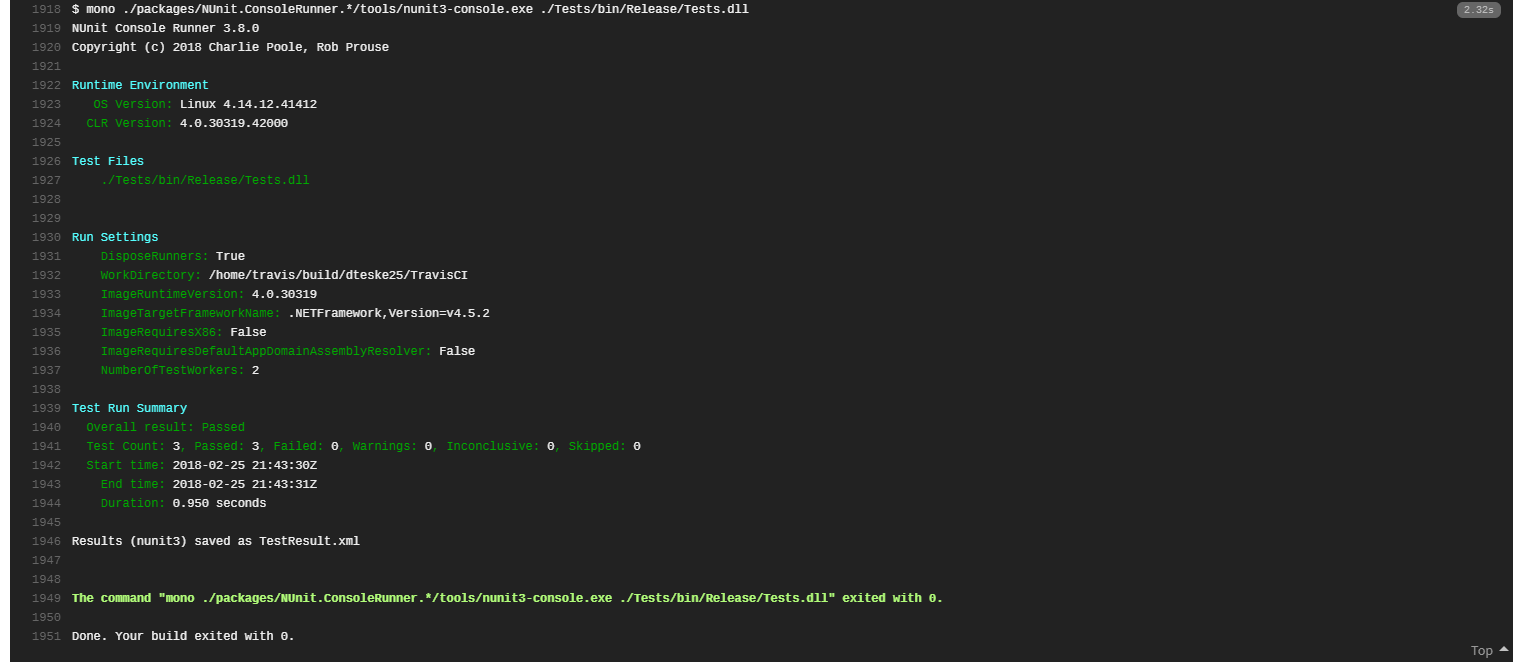 1918 $ mono ./packages/NUnit.ConsoleRunner.*/tools/nunit3-console.exe ./Tests/bin/Release/Tests.dll 2.32s
1919 NUnit Console Runner 3.8.0
1920 Copyright (c) 2018 Charlie Poole, Rob Prouse
1921
1922 Runtime Environment
1923 OS Version: Linux 4.14.12.41412
1924 CLR Version: 4.0.30319.42000
1925
1926 Test Files
1927 ./Tests/bin/Release/Tests.dll
1928
1929
1930 Run Settings
1931 DisposeRunners: True
1932 WorkDirectory: /home/travis/build/dteske25/TravisCI
1933 ImageRuntimeVersion: 4.0.30319
1934 ImageTargetFrameworkName: .NETFramework,Version=v4.5.2
1935 ImageRequiresX86: False
1936 ImageRequiresDefaultAppDomainAssemblyResolver: False
1937 NumberOfTestWorkers: 2
1938
1939 Test Run Summary
1940 Overall result: Passed
1941 Test Count: 3, Passed: 3, Failed: 0, Warnings: 0, Inconclusive: 0, Skipped: 0
1942 Start time: 2018-02-25 21:43:30Z
1943 End time: 2018-02-25 21:43:31Z
1944 Duration: 0.950 seconds
1945
1946 Results (nunit3) saved as TestResult.xml
1947
1948
1949 The command "mono ./packages/NUnit.ConsoleRunner.*/tools/nunit3-console.exe ./Tests/bin/Release/Tests.dll" exited with 0.
1950
1951 Done. Your build exited with 0.
Top